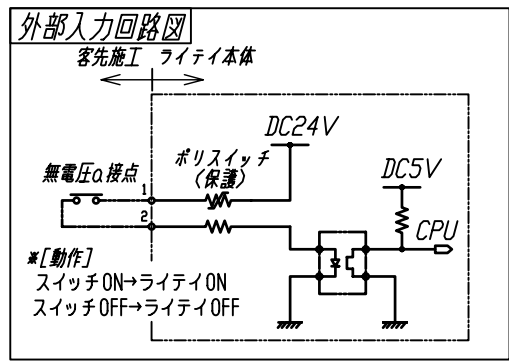 外部入力回路図
客先施工 ライティ本体
DC24V
ポリスイッチ
(保護)
DC5V
無電圧a接点
1
2
CPU
※[動作]
スイッチON→ライティON
スイッチOFF→ライティOFF